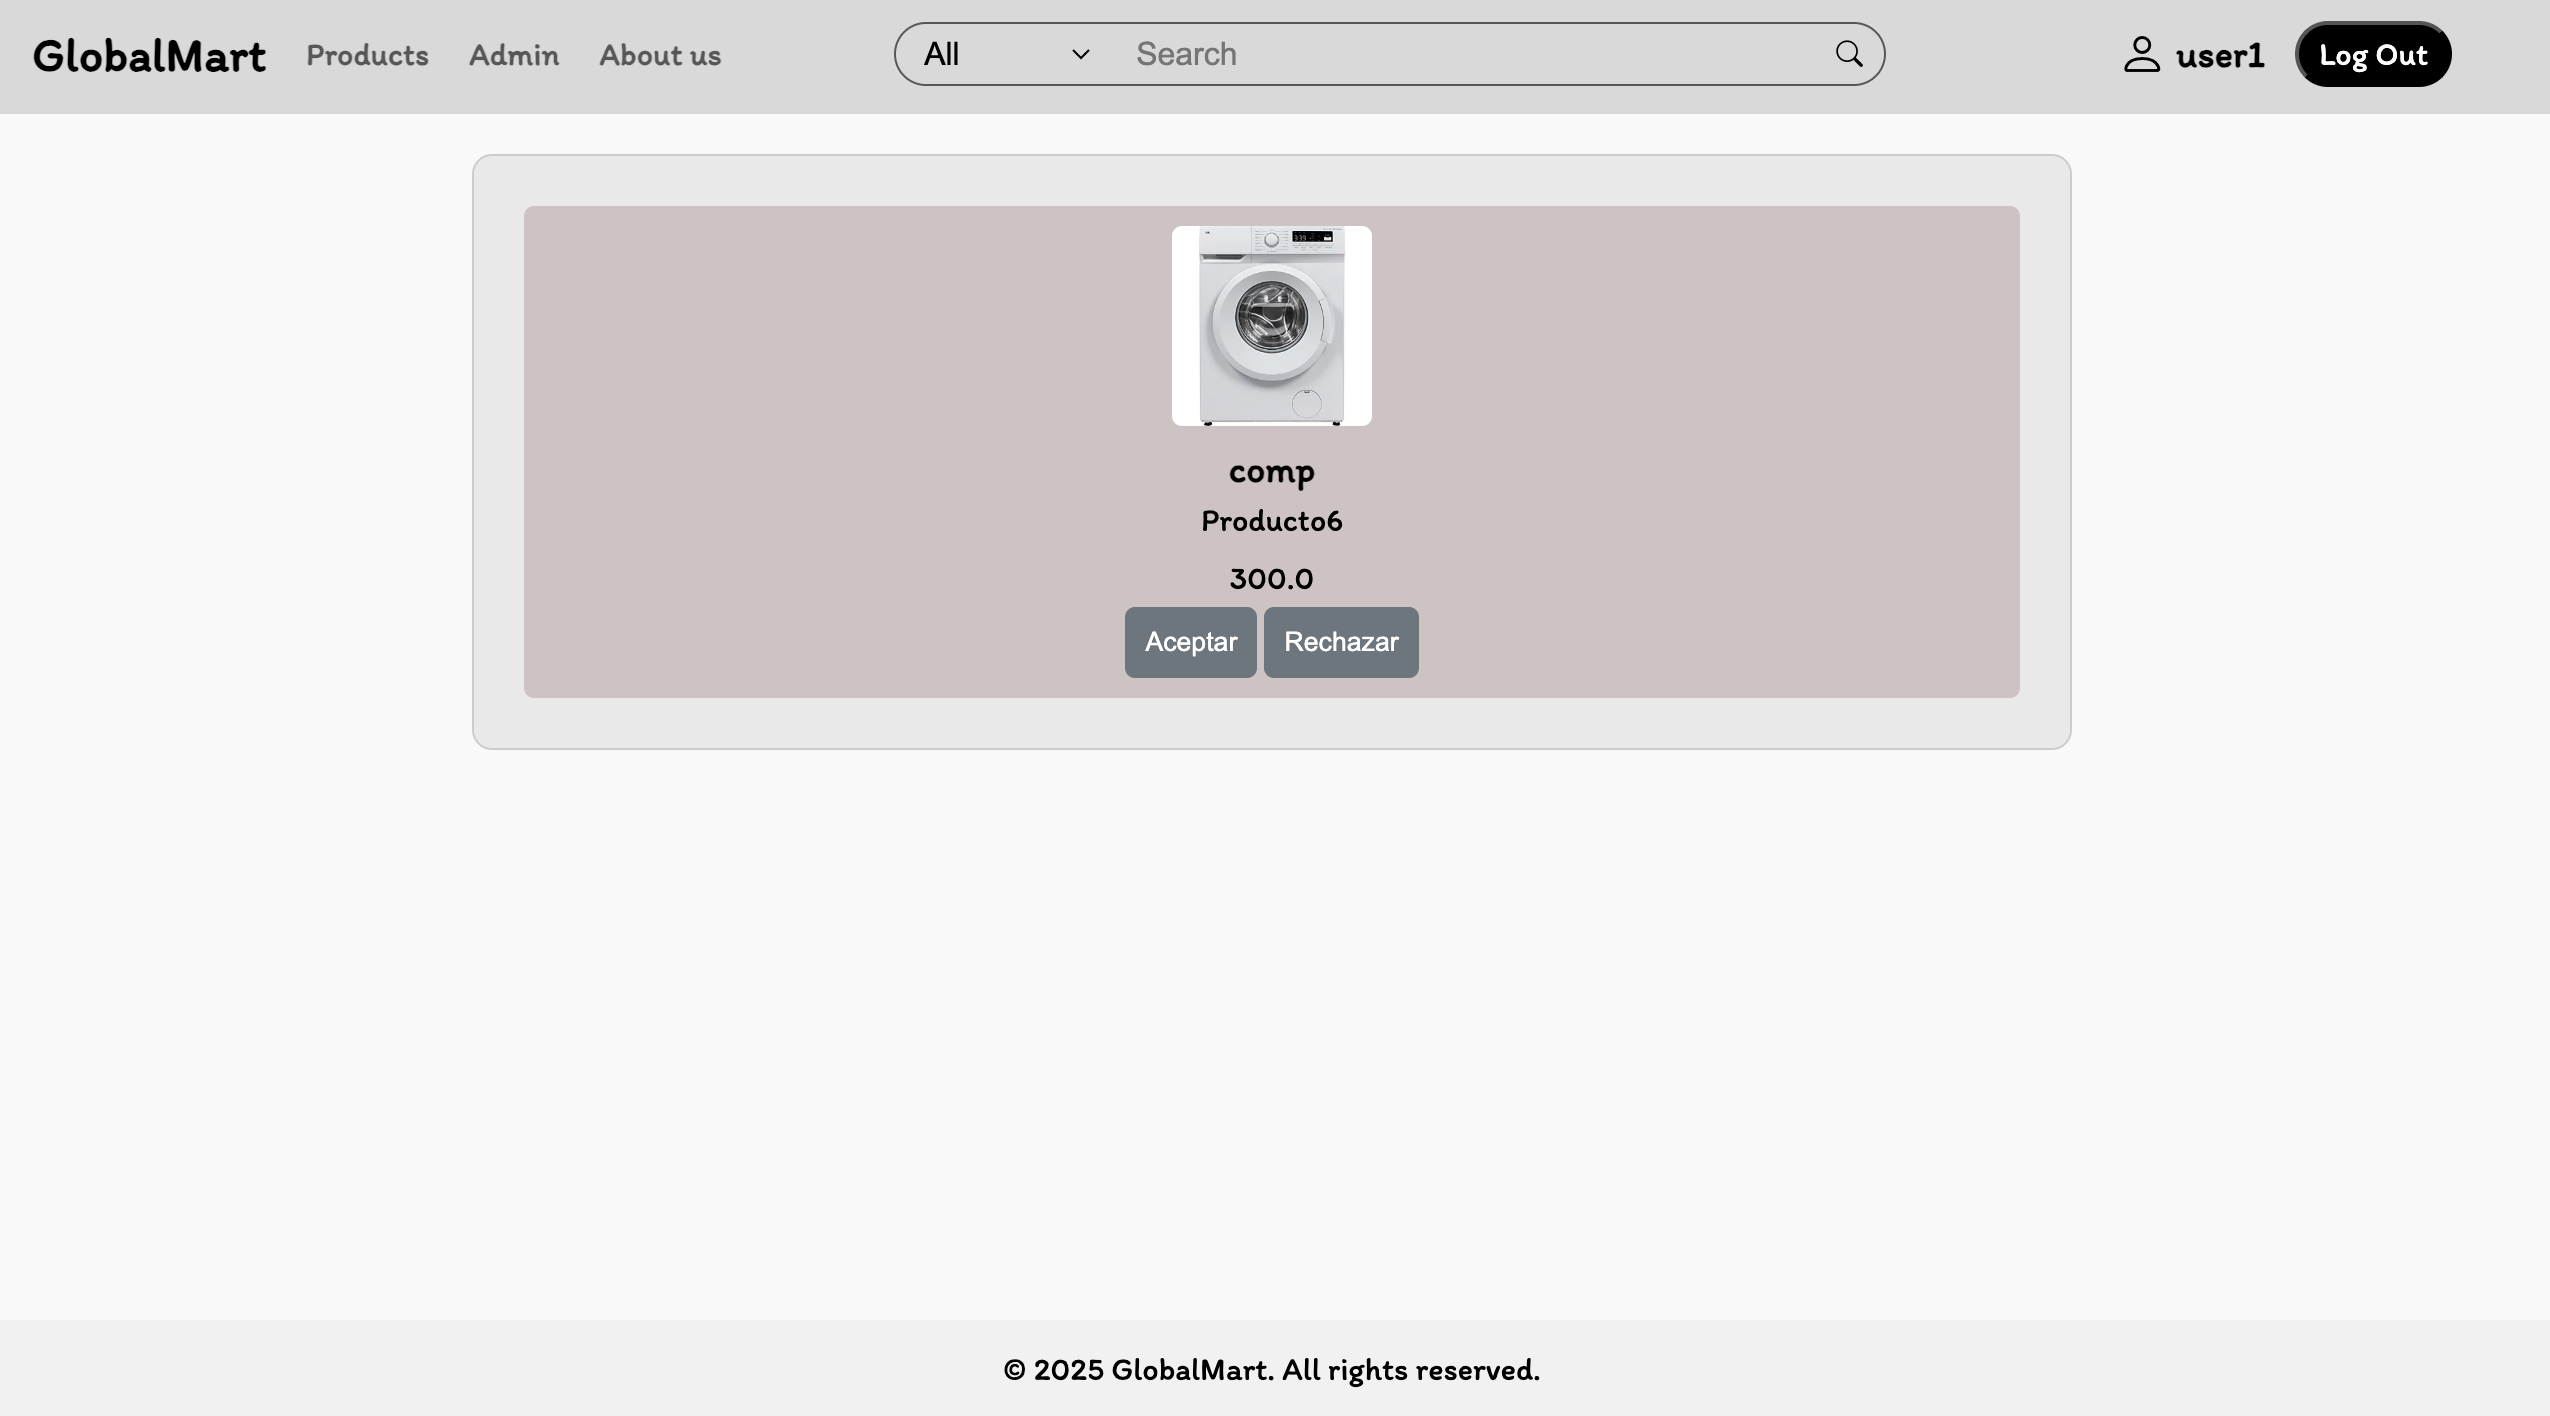 GlobalMart Products Admin About us All Search user1 Log Out
comp
Producto6
300.0
Aceptar Rechazar
© 2025 GlobalMart. All rights reserved.